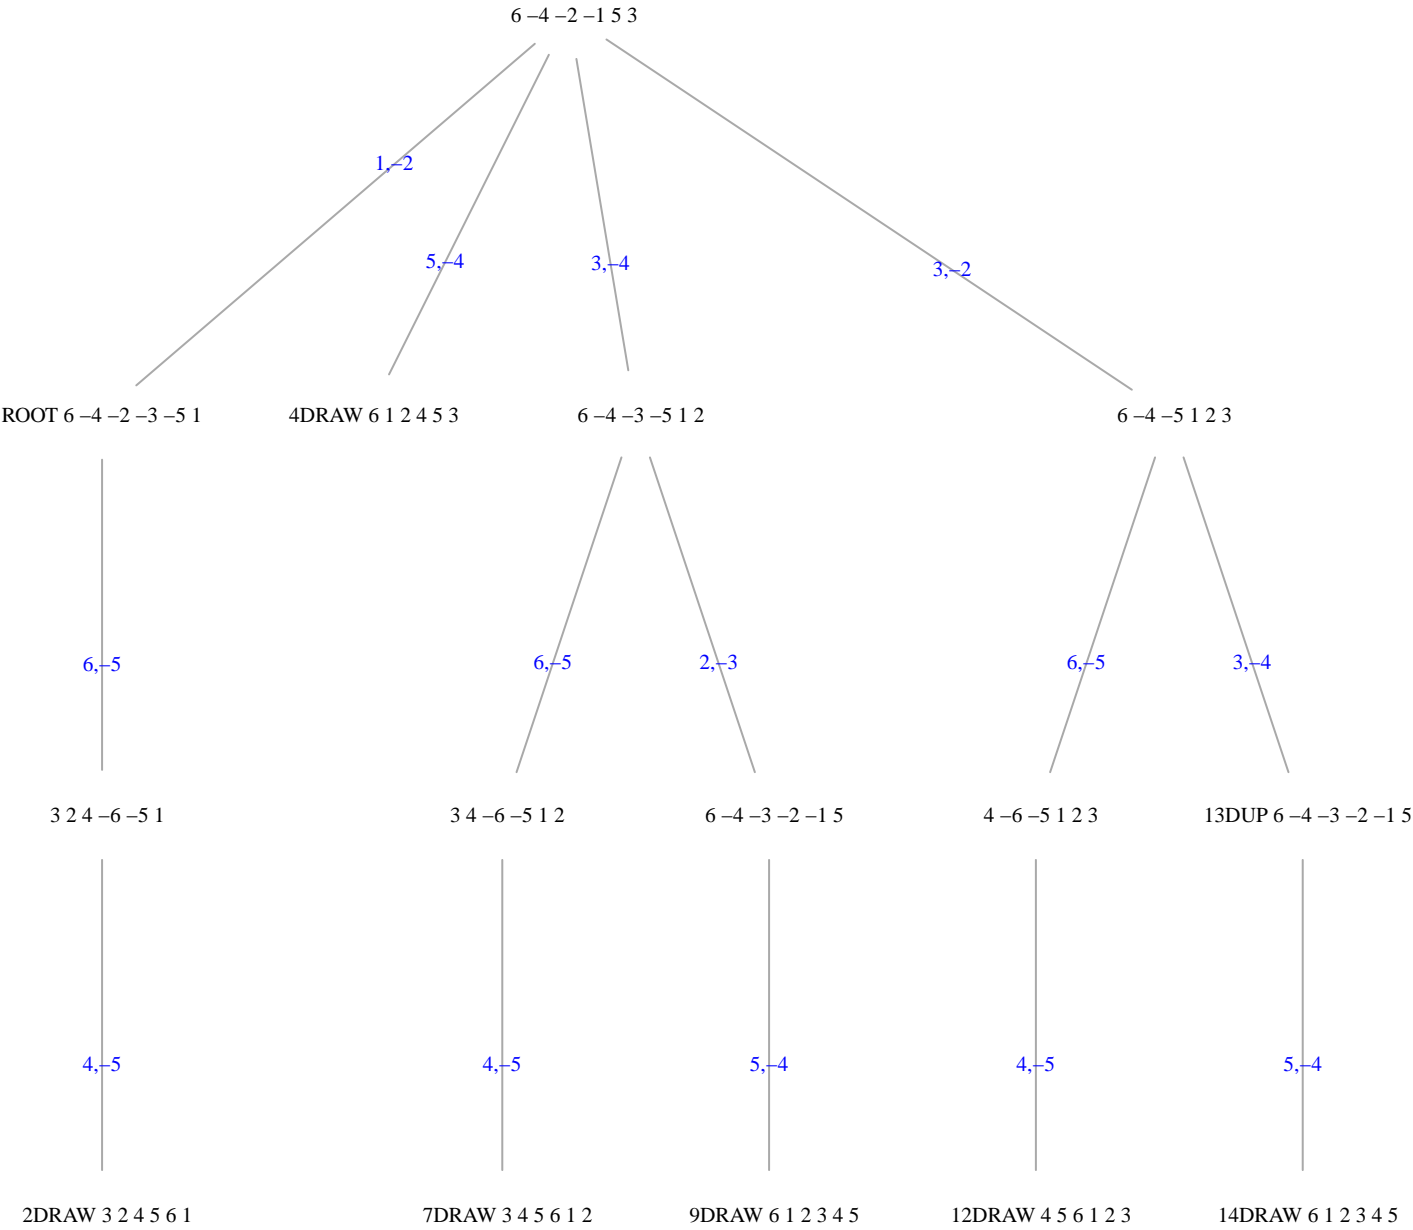 6 –4 –2 –1 5 3
1,–2
5,–4
3,–4
3,–2
ROOT 6 –4 –2 –3 –5 1
4DRAW 6 1 2 4 5 3
6 –4 –3 –5 1 2
6 –4 –5 1 2 3
6,–5
6,–5
2,–3
6,–5
3,–4
3 2 4 –6 –5 1
3 4 –6 –5 1 2
6 –4 –3 –2 –1 5
4 –6 –5 1 2 3
13DUP 6 –4 –3 –2 –1 5
4,–5
4,–5
5,–4
4,–5
5,–4
2DRAW 3 2 4 5 6 1
7DRAW 3 4 5 6 1 2
9DRAW 6 1 2 3 4 5
12DRAW 4 5 6 1 2 3
14DRAW 6 1 2 3 4 5